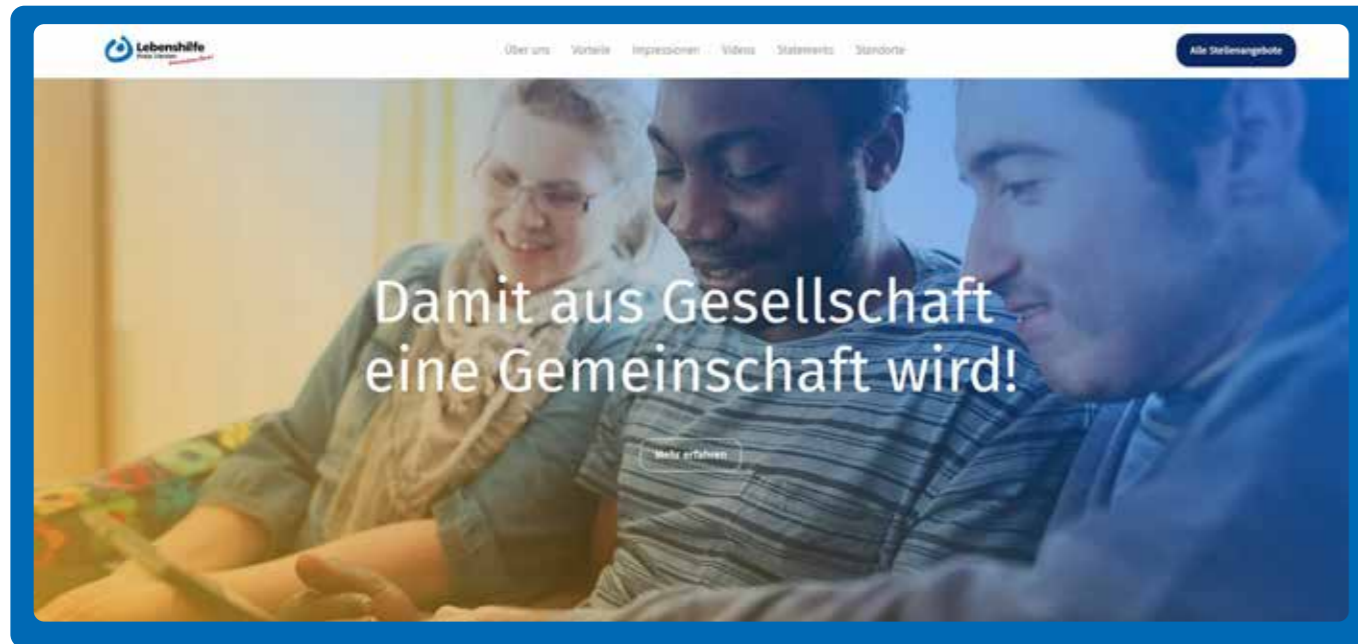 Lebenshilfe
Über uns Vorteile Impressionen Videos Statements Standorte
Alle Stellenangebote
Damit aus Gesellschaft
eine Gemeinschaft wird!
Mehr erfahren